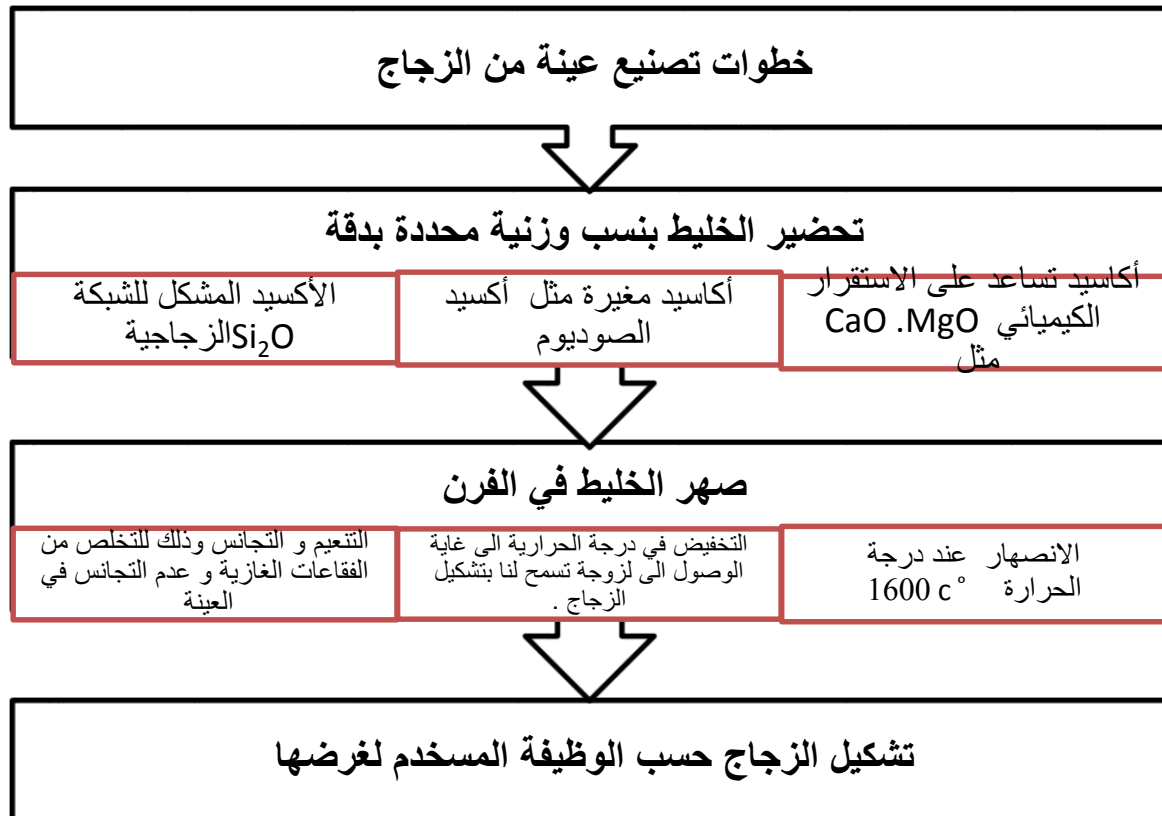 خطوات تصنيع عينة من الزجاج
تحضير الخليط بنسب وزنية محددة بدقة
أكاسيد تساعد على الاستقرار
الكيميائي CaO .MgO
مثل
أكاسيد مغيرة مثل أكسيد
الصوديوم
الأكسيد المشكل للشبكة
الزجاجية Si₂O
صهر الخليط في الفرن
الانصهار عند درجة
الحرارة 1600 c°
التخفيض في درجة الحرارية الى غاية
الوصول الى لزوجة تسمح لنا بتشكيل
الزجاج .
التنعيم و التجانس وذلك للتخلص من
الفقاعات الغازية و عدم التجانس في
العينة
تشكيل الزجاج حسب الوظيفة المسخدم لغرضها